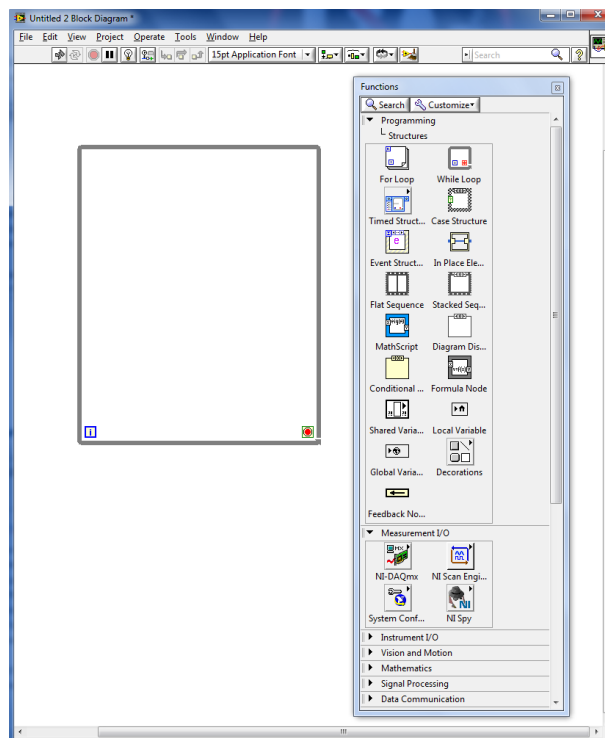 Untitled 2 Block Diagram *
File Edit View Project Operate Tools Window Help
15pt Application Font
Search
?
Functions
Search Customize
Programming
Structures
For Loop While Loop
Timed Struct... Case Structure
Event Struct... In Place Ele...
Flat Sequence Stacked Seq...
MathScript Diagram Dis...
Conditional ... Formula Node
Shared Varia... Local Variable
Global Varia... Decorations
Feedback No...
i
Measurement I/O
NI-DAQmx NI Scan Engi...
System Conf... NI Spy
Instrument I/O
Vision and Motion
Mathematics
Signal Processing
Data Communication